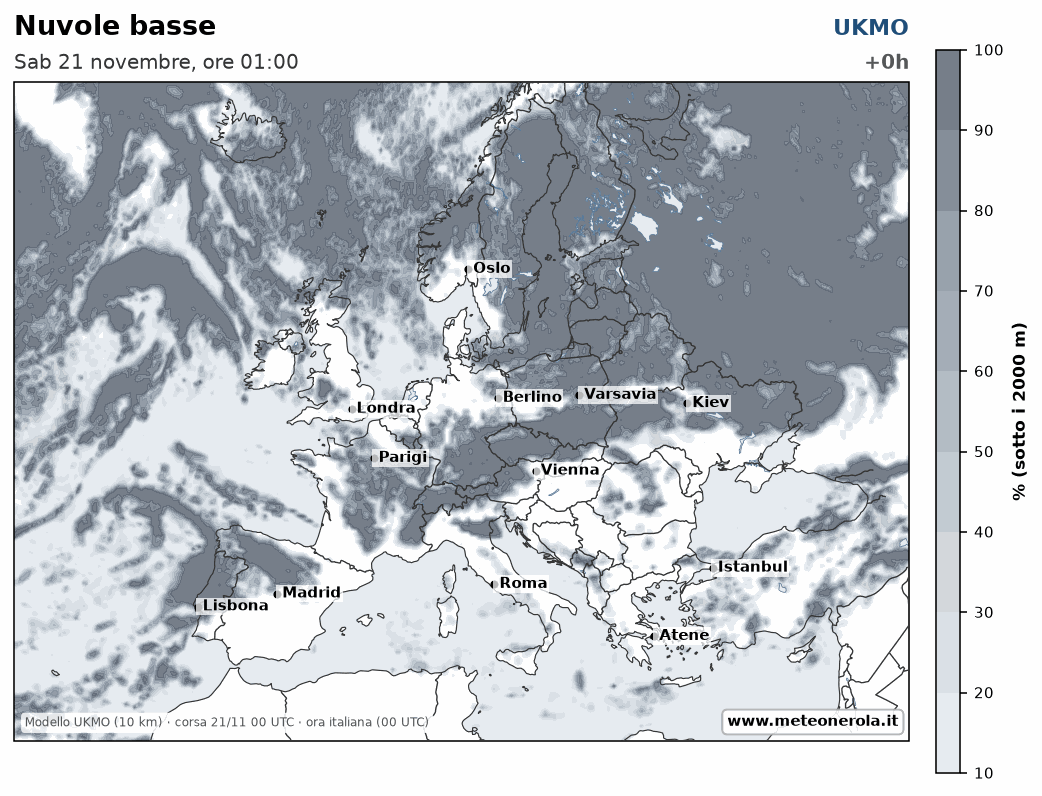 Nuvole basse
UKMO
Sab 21 novembre, ore 01:00
+0h
100
90
80
70
60
50
40
30
20
10
% (sotto i 2000 m)
Oslo
Londra
Berlino
Varsavia
Kiev
Parigi
Vienna
Istanbul
Roma
Madrid
Lisbona
Atene
Modello UKMO (10 km) · corsa 21/11 00 UTC · ora italiana (00 UTC)
www.meteonerola.it